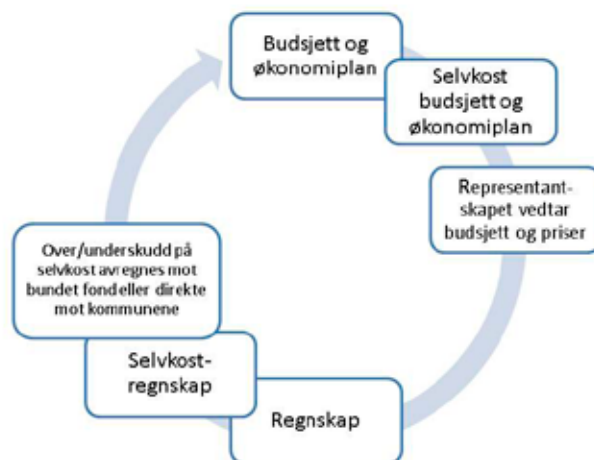 Budsjett og
økonomiplan
Selvkost
budsjett og
økonomiplan
Representant-
skapet vedtar
budsjett og priser
Regnskap
Selvkost-
regnskap
Over/underskudd på
selvkost avregnes mot
bundet fond eller direkte
mot kommunene